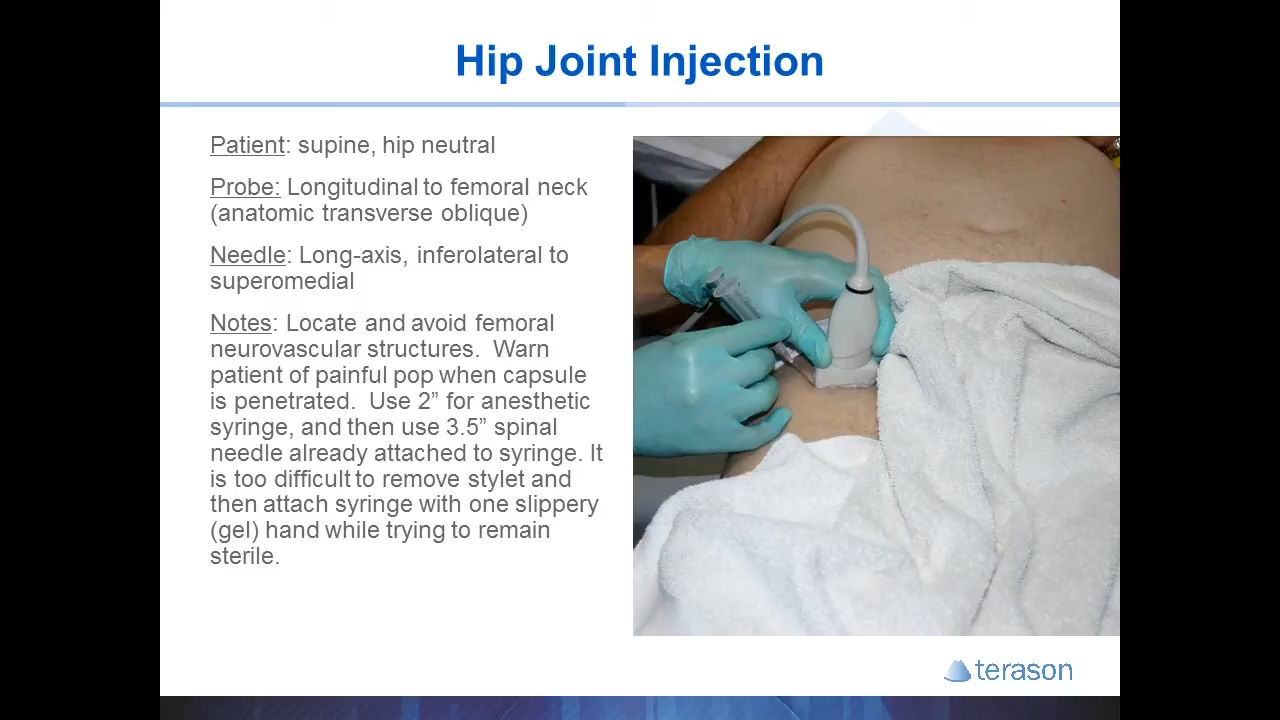 Hip Joint Injection
Patient: supine, hip neutral
Probe: Longitudinal to femoral neck
(anatomic transverse oblique)
Needle: Long-axis, inferolateral to
superomedial
Notes: Locate and avoid femoral
neurovascular structures.  Warn
patient of painful pop when capsule
is penetrated.  Use 2” for anesthetic
syringe, and then use 3.5” spinal
needle already attached to syringe. It
is too difficult to remove stylet and
then attach syringe with one slippery
(gel) hand while trying to remain
sterile.
terason